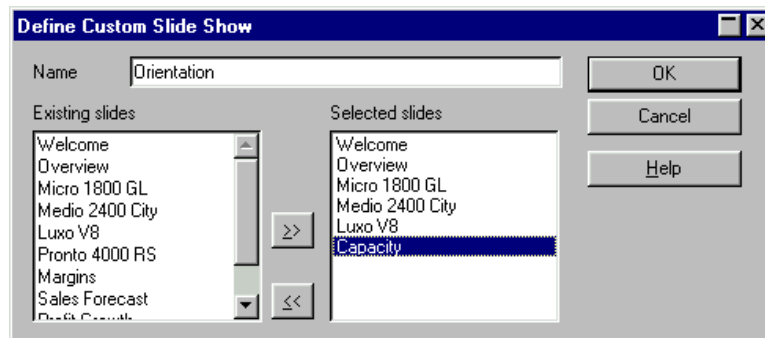 Define Custom Slide Show
Name
Orientation
OK
Existing slides
Selected slides
Cancel
Welcome
Overview
Micro 1800 GL
Medio 2400 City
Luxo V8
Pronto 4000 RS
Margins
Sales Forecast
Profit Growth
>>
<<
Welcome
Overview
Micro 1800 GL
Medio 2400 City
Luxo V8
Capacity
Help